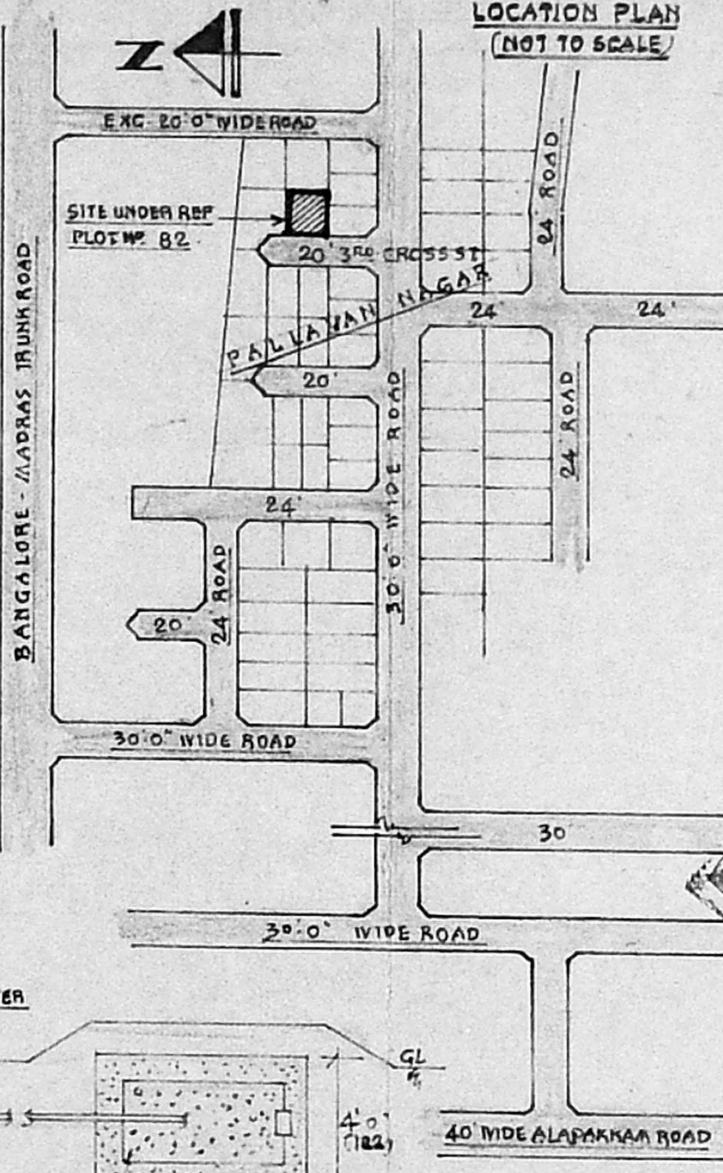 LOCATION PLAN
(NOT TO SCALE)
N
EXG 20'0" WIDE ROAD
24' ROAD
SITE UNDER REF
PLOT Nº 82
20' 3RD CROSS ST
PALLAVAN NAGAR
24'
24'
BANGALORE - MADRAS TRUNK ROAD
20'
30'0" WIDE ROAD
24' ROAD
24'
24' ROAD
20'
30'0" WIDE ROAD
30
30'0" WIDE ROAD
ER
GL
4'0"
(122)
40' WIDE ALAPAKKAM ROAD